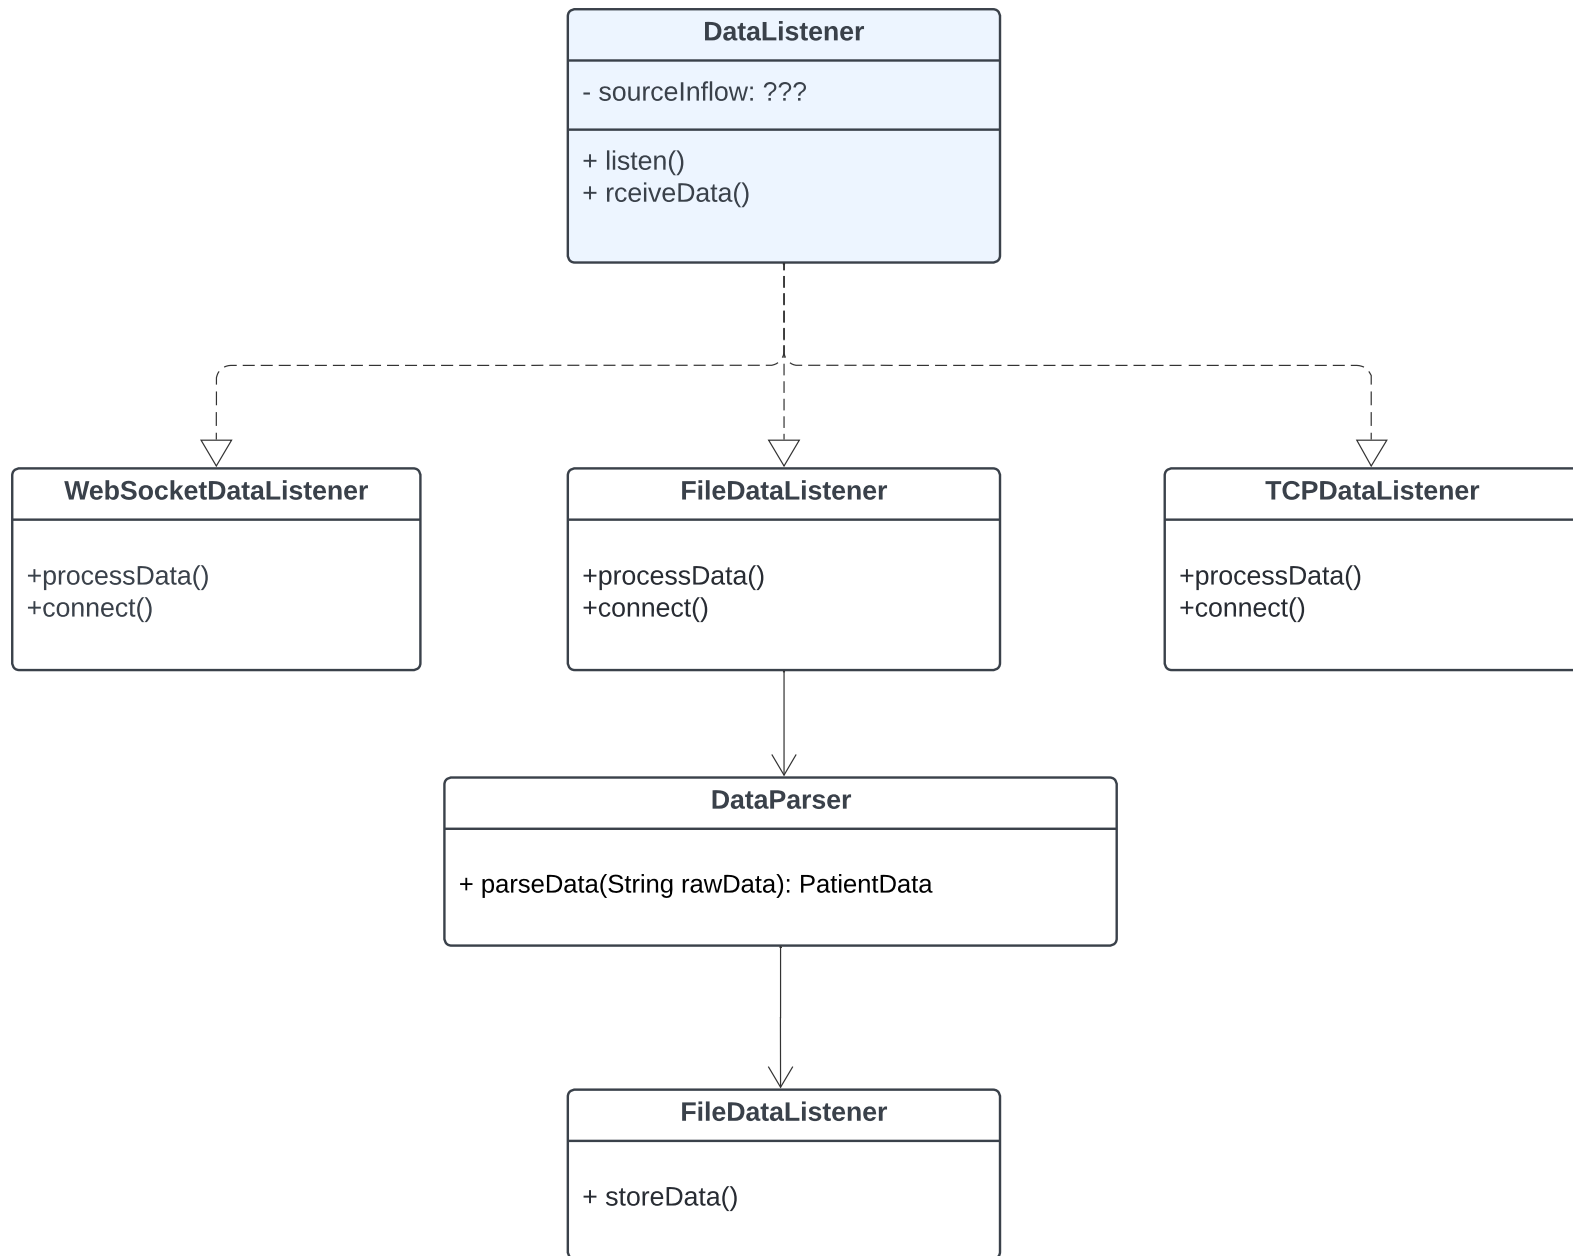 DataListener
- sourceInflow: ???
+ listen()
+ rceiveData()
WebSocketDataListener
+processData()
+connect()
FileDataListener
+processData()
+connect()
TCPDataListener
+processData()
+connect()
DataParser
+ parseData(String rawData): PatientData
FileDataListener
+ storeData()